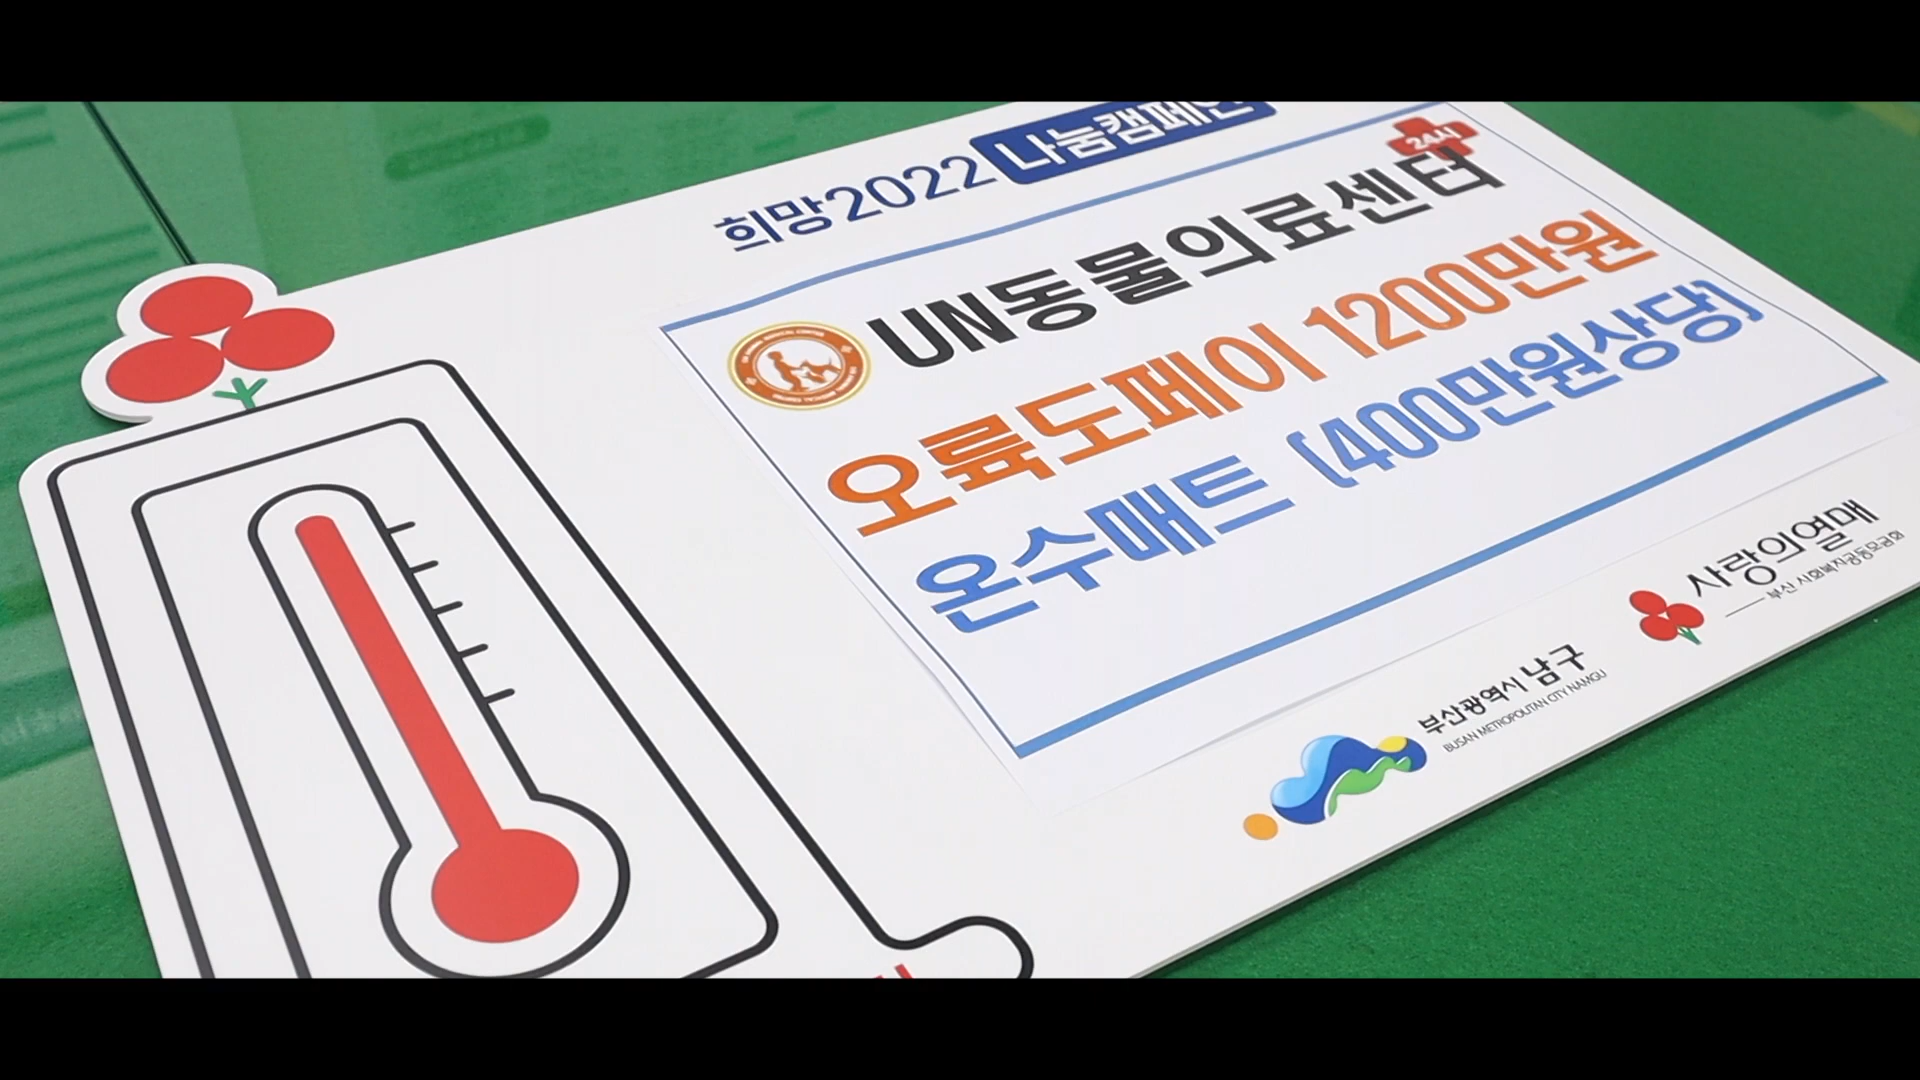 희망2022 나눔캠페인
24시
UN동물의료센터
오륙도페이 1200만원
온수매트 (400만원상당)
사랑의열매
부산 사회복지공동모금회
부산광역시 남구
BUSAN METROPOLITAN CITY NAMGU